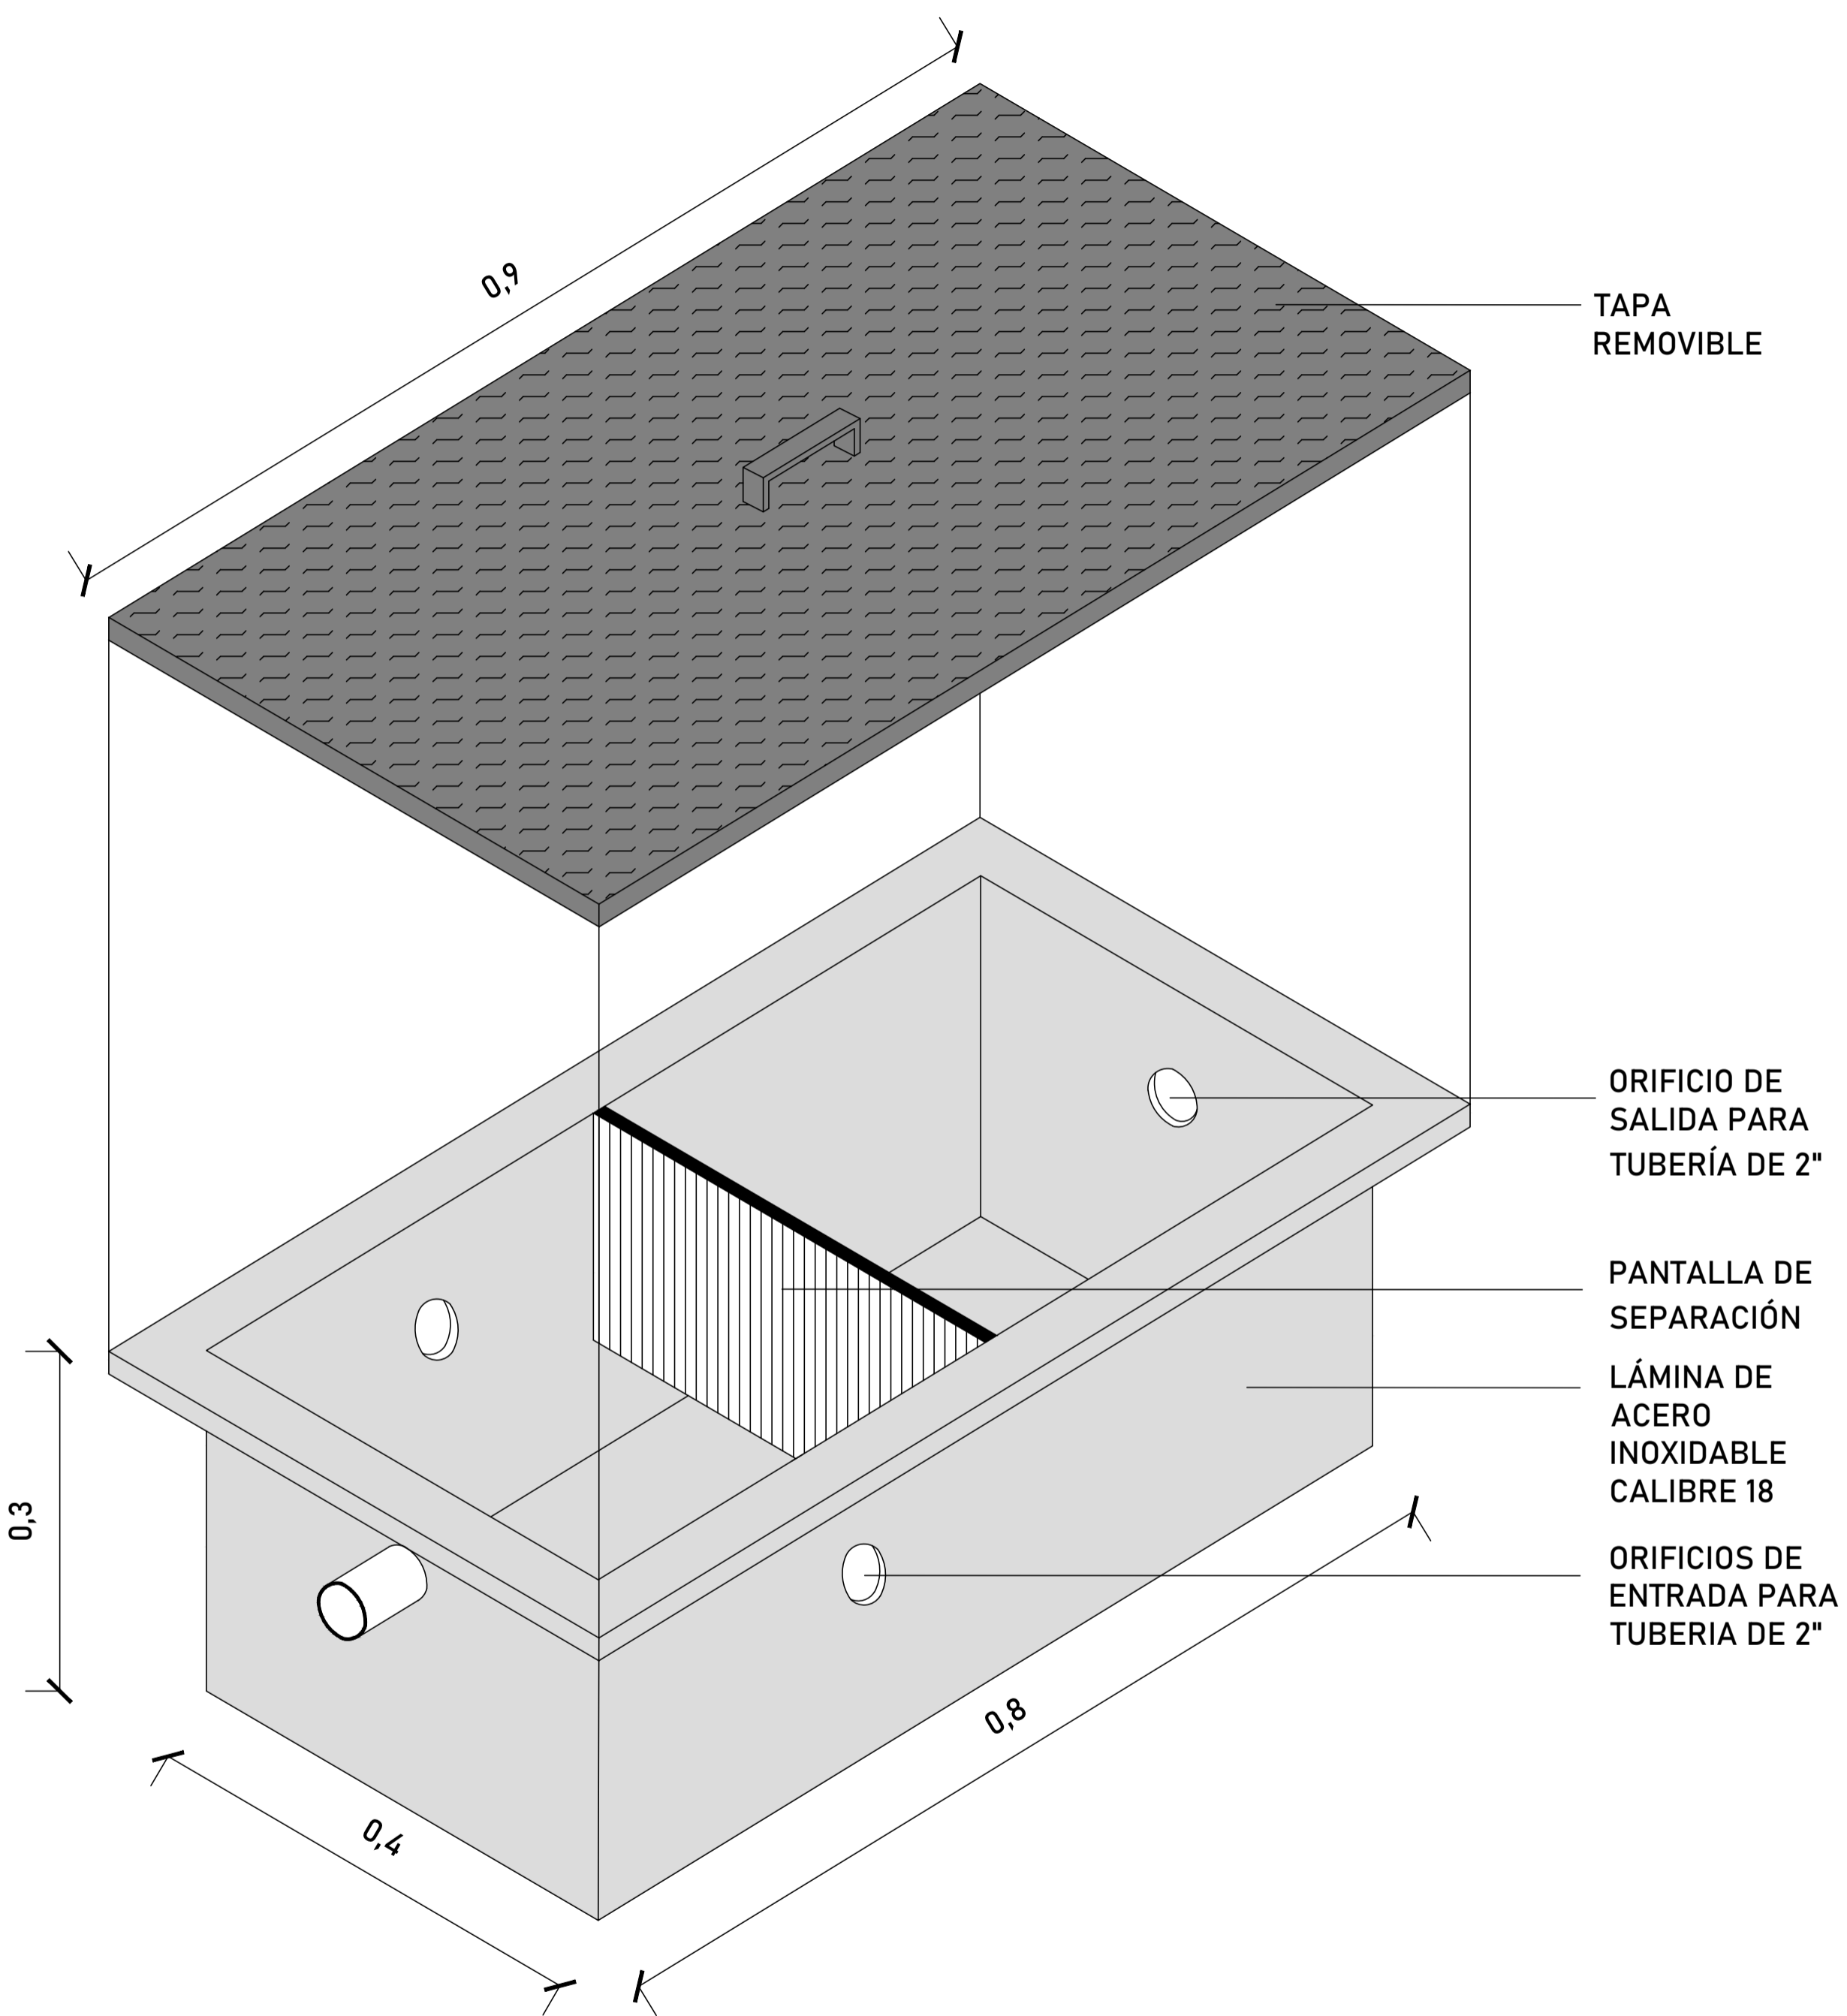 0,9
TAPA
REMOVIBLE
ORIFICIO DE
SALIDA PARA
TUBERÍA DE 2"
PANTALLA DE
SEPARACIÓN
LÁMINA DE
ACERO
INOXIDABLE
CALIBRE 18
ORIFICIOS DE
ENTRADA PARA
TUBERIA DE 2"
0,3
0,8
0,4